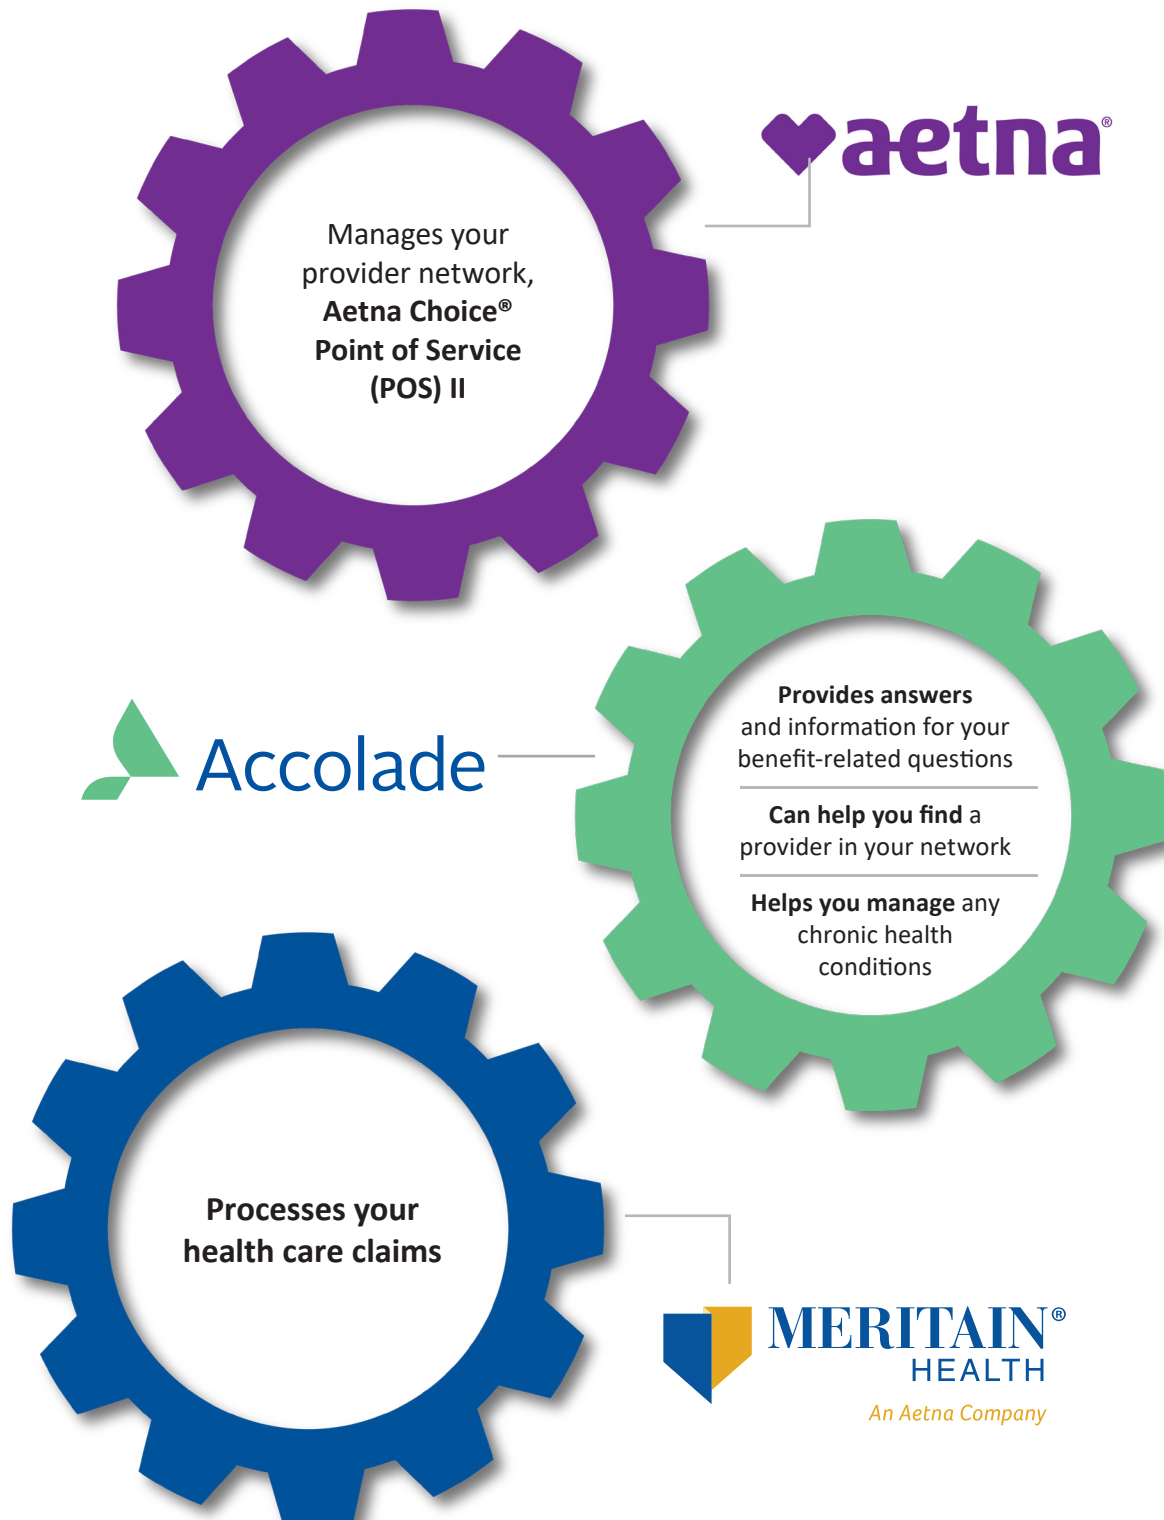 aetna®
Manages your
provider network,
Aetna Choice®
Point of Service
(POS) II
Accolade
Provides answers
and information for your
benefit-related questions
Can help you find a
provider in your network
Helps you manage any
chronic health
conditions
Processes your
health care claims
MERITAIN®
HEALTH
An Aetna Company